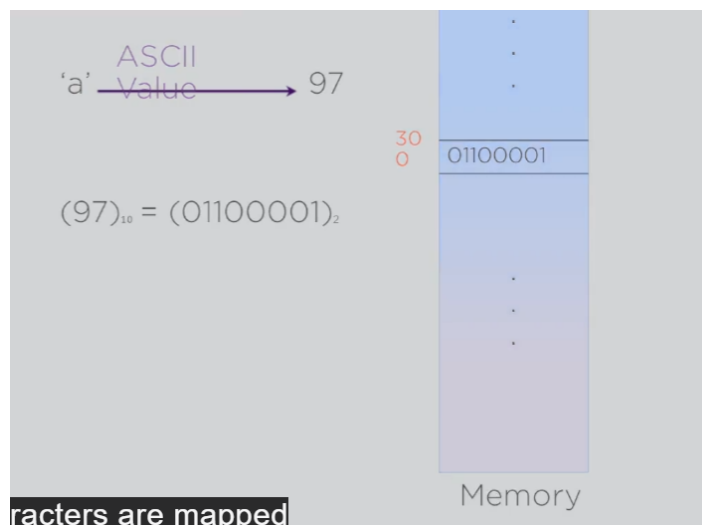 ASCII
‘a’ Value 97
30
0 01100001
(97)₁₀ = (01100001)₂
Memory
racters are mapped